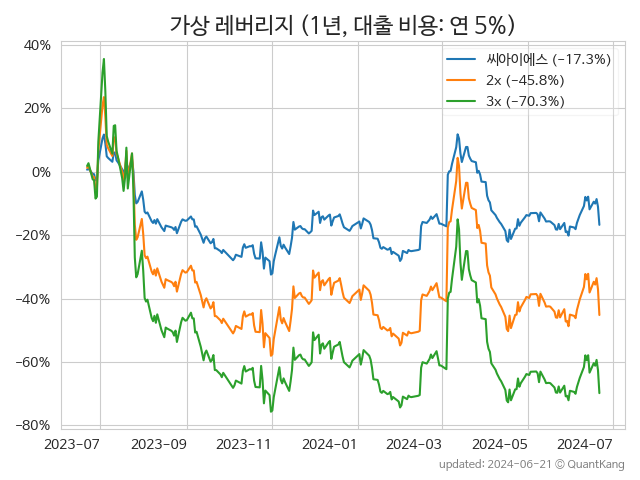 가상 레버리지 (1년, 대출 비용: 연 5%)
씨아이에스 (-17.3%)
2x (-45.8%)
3x (-70.3%)
40%
20%
0%
-20%
-40%
-60%
-80%
2023-07 2023-09 2023-11 2024-01 2024-03 2024-05 2024-07
updated: 2024-06-21 © QuantKang